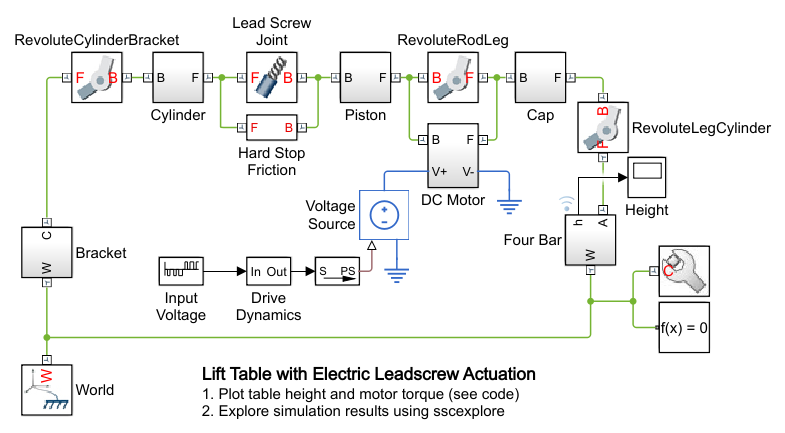 Lead Screw
Joint
RevoluteCylinderBracket
RevoluteRodLeg
F B
B F
F B
B F
B F
B F
Cylinder
Piston
Cap
F B
Hard Stop
Friction
B F
V+ V-
DC Motor
B
F
RevoluteLegCylinder
Voltage
Source
Height
h A
W
Four Bar
C
W
Bracket
Input
Voltage
In Out
Drive
Dynamics
S PS
C
f(x) = 0
W
World
Lift Table with Electric Leadscrew Actuation
1. Plot table height and motor torque (see code)
2. Explore simulation results using sscexplore